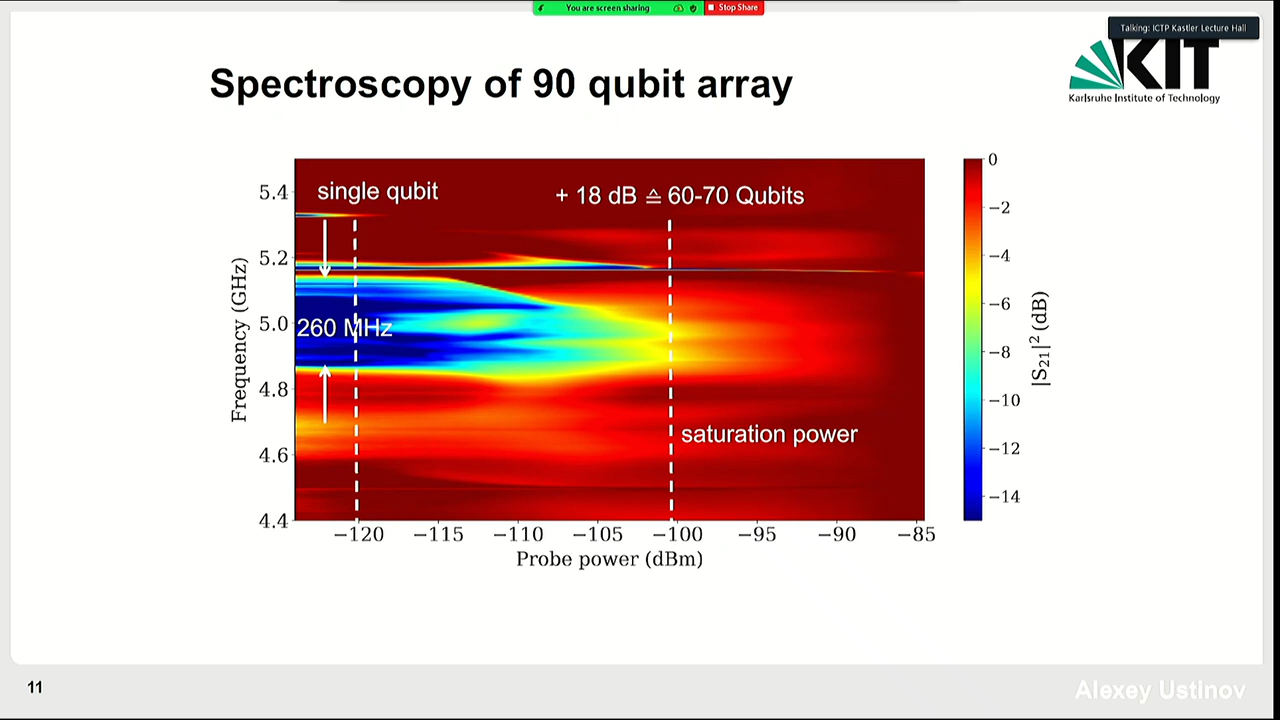 You are screen sharing
Stop Share
Talking: ICTP Kastler Lecture Hall
KIT
Karlsruhe Institute of Technology
Spectroscopy of 90 qubit array
single qubit
+ 18 dB ≙ 60-70 Qubits
260 MHz
saturation power
Frequency (GHz)
5.4
5.2
5.0
4.8
4.6
4.4
−120
−115
−110
−105
−100
−95
−90
−85
Probe power (dBm)
0
−2
−4
−6
−8
−10
−12
−14
|S21|² (dB)
11
Alexey Ustinov